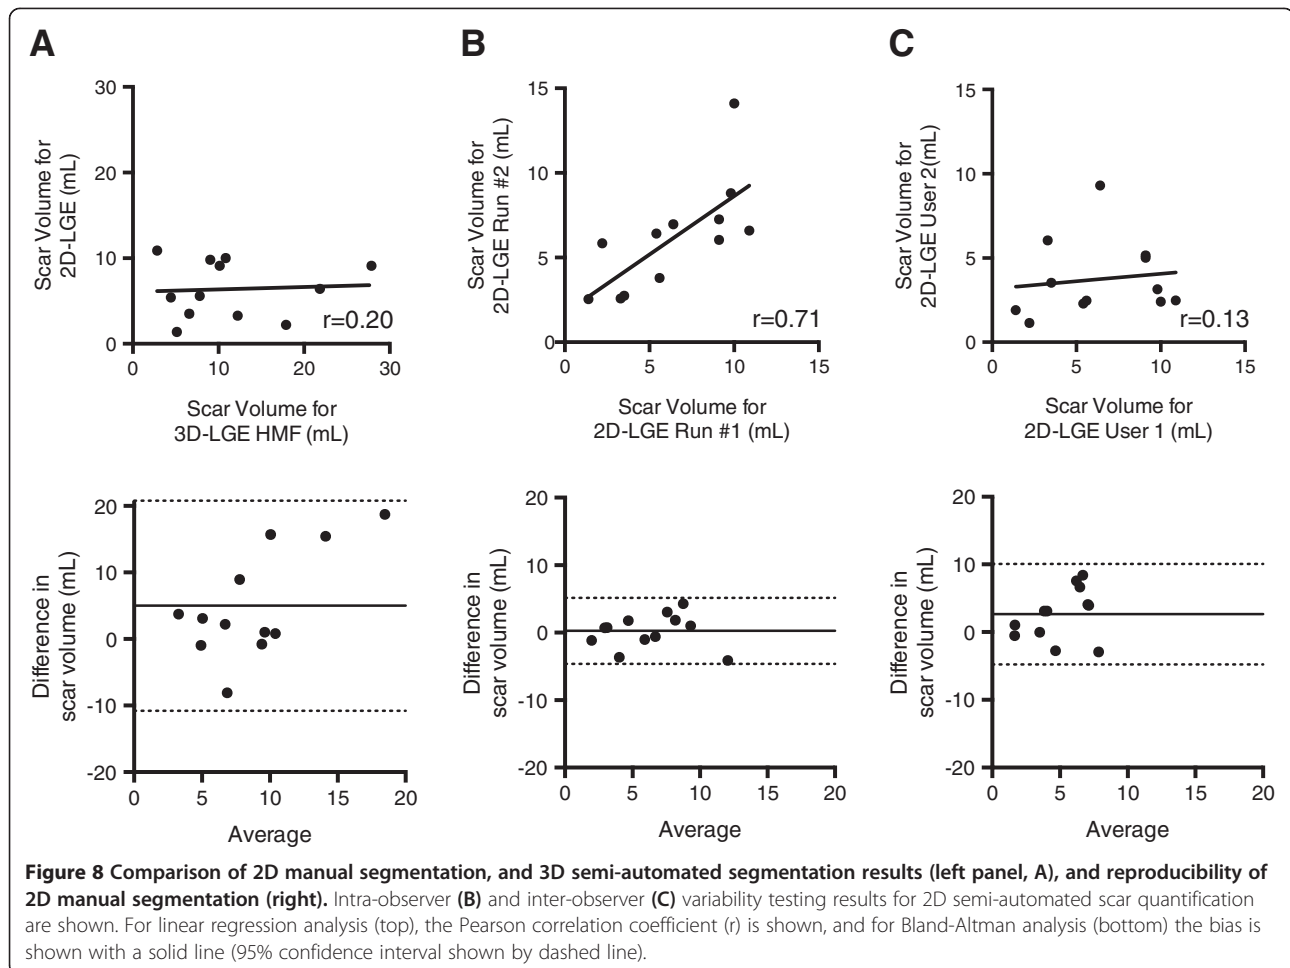 A
B
C
30
20
10
0
0
10
20
30
Scar Volume for
2D-LGE (mL)
r=0.20
Scar Volume for
3D-LGE HMF (mL)
15
10
5
0
0
5
10
15
Scar Volume for
2D-LGE Run #2 (mL)
r=0.71
Scar Volume for
2D-LGE Run #1 (mL)
15
10
5
0
0
5
10
15
Scar Volume for
2D-LGE User 2(mL)
r=0.13
Scar Volume for
2D-LGE User 1 (mL)
20
10
0
-10
-20
0
5
10
15
20
Difference in
scar volume (mL)
Average
20
10
0
-10
-20
0
5
10
15
20
Difference in
scar volume (mL)
Average
20
10
0
-10
-20
0
5
10
15
20
Difference in
scar volume (mL)
Average
Figure 8 Comparison of 2D manual segmentation, and 3D semi-automated segmentation results (left panel, A), and reproducibility of
2D manual segmentation (right). Intra-observer (B) and inter-observer (C) variability testing results for 2D semi-automated scar quantification
are shown. For linear regression analysis (top), the Pearson correlation coefficient (r) is shown, and for Bland-Altman analysis (bottom) the bias is
shown with a solid line (95% confidence interval shown by dashed line).